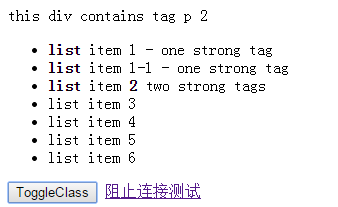 this div contains tag p 2
list item 1 - one strong tag
list item 1-1 - one strong tag
list item 2 two strong tags
list item 3
list item 4
list item 5
list item 6
ToggleClass 阻止连接测试